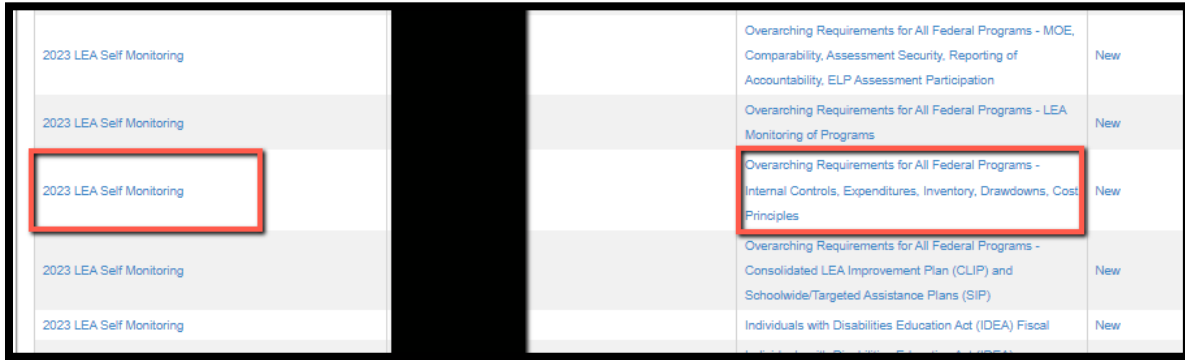 Overarching Requirements for All Federal Programs - MOE,
2023 LEA Self Monitoring
Comparability, Assessment Security, Reporting of
New
Accountability, ELP Assessment Participation
2023 LEA Self Monitoring
Overarching Requirements for All Federal Programs - LEA
Monitoring of Programs
New
2023 LEA Self Monitoring
Overarching Requirements for All Federal Programs -
Internal Controls, Expenditures, Inventory, Drawdowns, Cost
Principles
New
2023 LEA Self Monitoring
Overarching Requirements for All Federal Programs -
Consolidated LEA Improvement Plan (CLIP) and
Schoolwide/Targeted Assistance Plans (SIP)
New
2023 LEA Self Monitoring
Individuals with Disabilities Education Act (IDEA) Fiscal
New